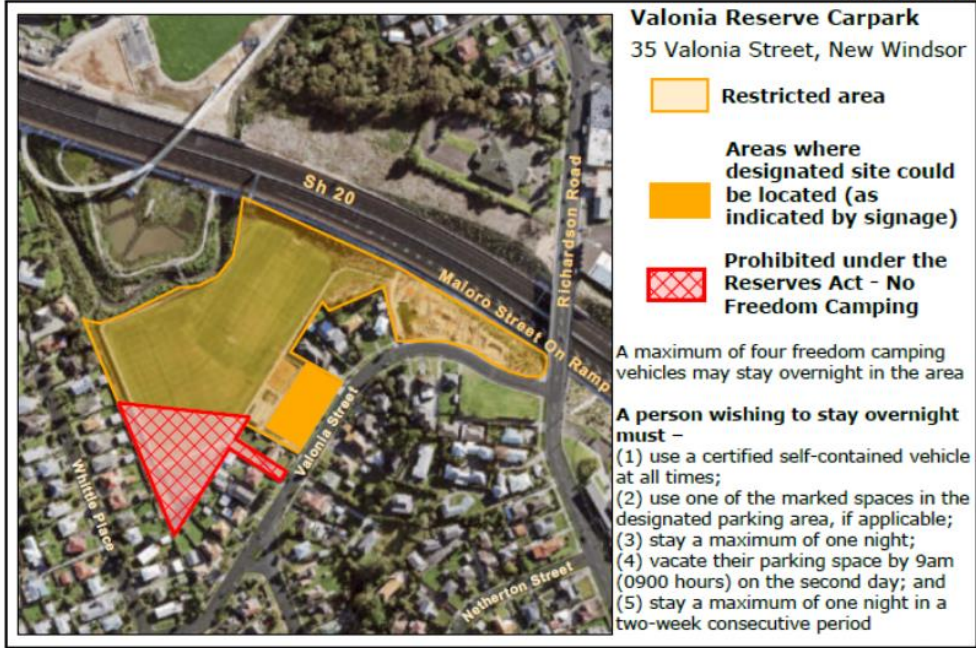 Valonia Reserve Carpark
35 Valonia Street, New Windsor
Restricted area
Areas where
designated site could
be located (as
indicated by signage)
Prohibited under the
Reserves Act - No
Freedom Camping
A maximum of four freedom camping
vehicles may stay overnight in the area
A person wishing to stay overnight
must –
(1) use a certified self-contained vehicle
at all times;
(2) use one of the marked spaces in the
designated parking area, if applicable;
(3) stay a maximum of one night;
(4) vacate their parking space by 9am
(0900 hours) on the second day; and
(5) stay a maximum of one night in a
two-week consecutive period
Sh 20
Richardson Road
Maloro Street On Ramp
Valonia Street
Whittle Place
Netherton Street